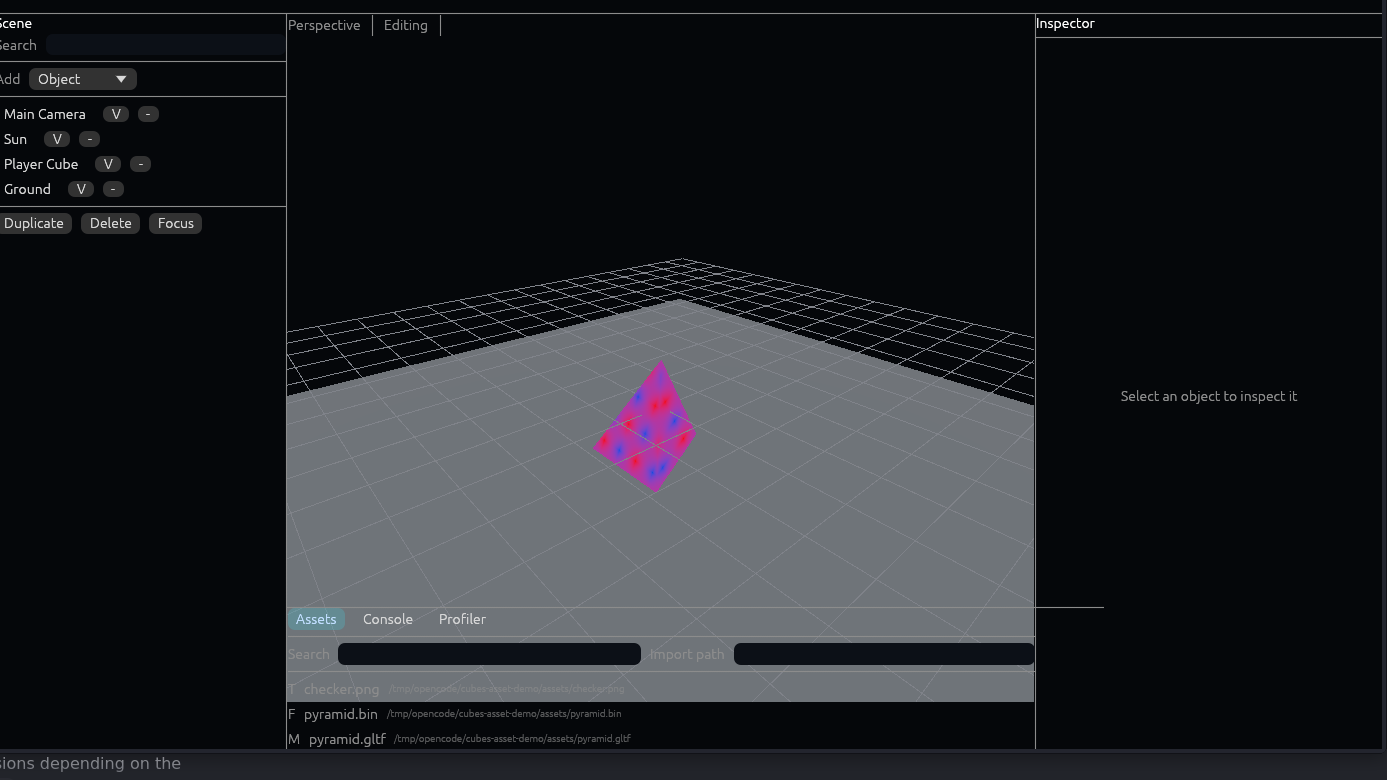 Scene
Search
Add Object
Main Camera V -
Sun V -
Player Cube V -
Ground V -
Duplicate Delete Focus
Perspective Editing
Assets Console Profiler
Search Import path
T checker.png /tmp/opencode/cubes-asset-demo/assets/checker.png
F pyramid.bin /tmp/opencode/cubes-asset-demo/assets/pyramid.bin
M pyramid.gltf /tmp/opencode/cubes-asset-demo/assets/pyramid.gltf
Inspector
Select an object to inspect it
sions depending on the